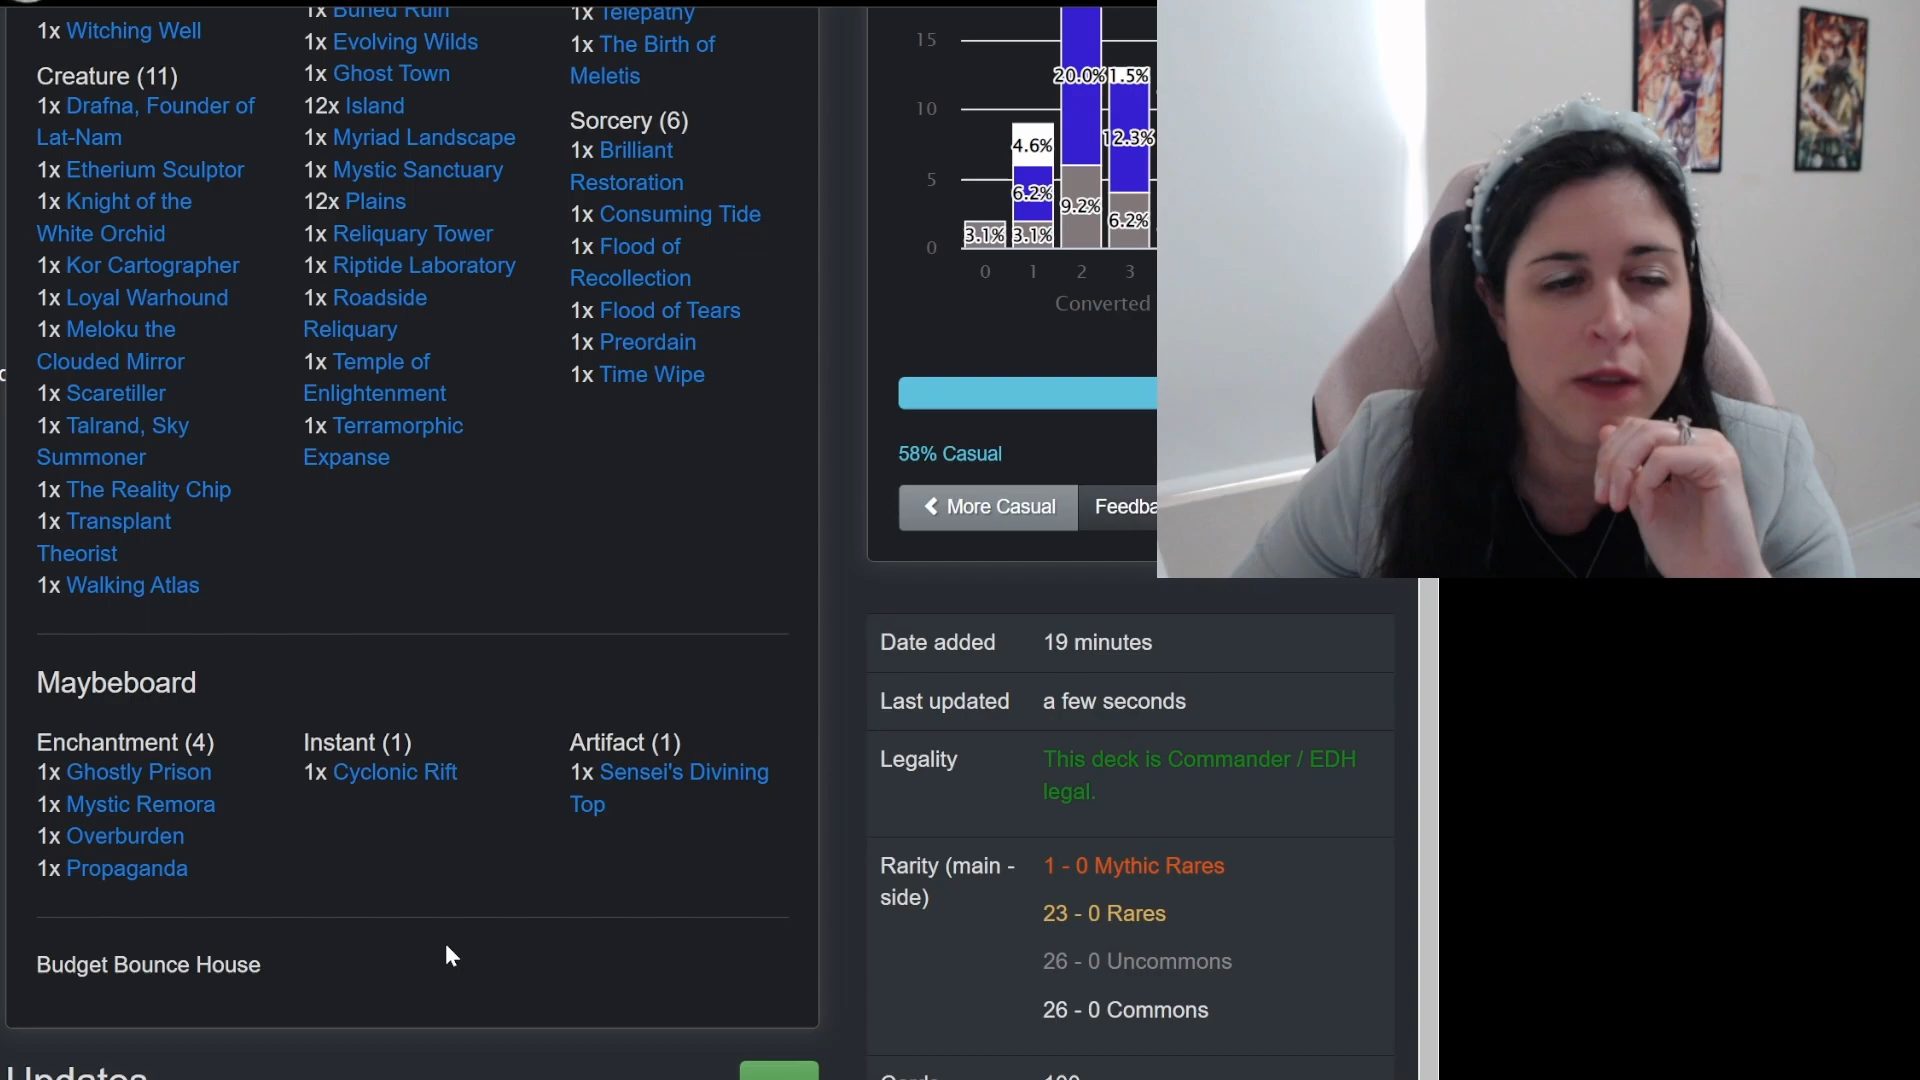 1x Witching Well
Creature (11)
1x Drafna, Founder of
Lat-Nam
1x Etherium Sculptor
1x Knight of the
White Orchid
1x Kor Cartographer
1x Loyal Warhound
1x Meloku the
Clouded Mirror
1x Scaretiller
1x Talrand, Sky
Summoner
1x The Reality Chip
1x Transplant
Theorist
1x Walking Atlas
1x Buried Ruin
1x Evolving Wilds
1x Ghost Town
12x Island
1x Myriad Landscape
1x Mystic Sanctuary
12x Plains
1x Reliquary Tower
1x Riptide Laboratory
1x Roadside
Reliquary
1x Temple of
Enlightenment
1x Terramorphic
Expanse
1x Telepathy
1x The Birth of
Meletis
Sorcery (6)
1x Brilliant
Restoration
1x Consuming Tide
1x Flood of
Recollection
1x Flood of Tears
1x Preordain
1x Time Wipe
Maybeboard
Enchantment (4)
1x Ghostly Prison
1x Mystic Remora
1x Overburden
1x Propaganda
Instant (1)
1x Cyclonic Rift
Artifact (1)
1x Sensei's Divining
Top
Budget Bounce House
Updates
15
10
5
0
20.0% 1.5%
4.6% 12.3%
6.2% 9.2% 6.2%
3.1% 3.1%
0 1 2 3
Converted
58% Casual
More Casual Feedba
Date added 19 minutes
Last updated a few seconds
Legality This deck is Commander / EDH
legal.
Rarity (main - 1 - 0 Mythic Rares
side)
23 - 0 Rares
26 - 0 Uncommons
26 - 0 Commons
Cards 100